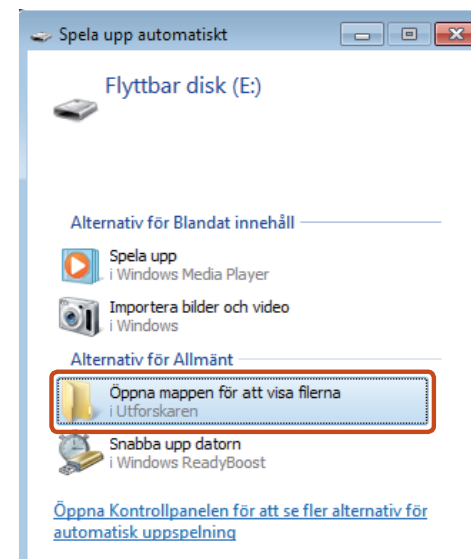 Spela upp automatiskt
Flyttbar disk (E:)
Alternativ för Blandat innehåll
Spela upp
i Windows Media Player
Importera bilder och video
i Windows
Alternativ för Allmänt
Öppna mappen för att visa filerna
i Utforskaren
Snabba upp datorn
i Windows ReadyBoost
Öppna Kontrollpanelen för att se fler alternativ för
automatisk uppspelning